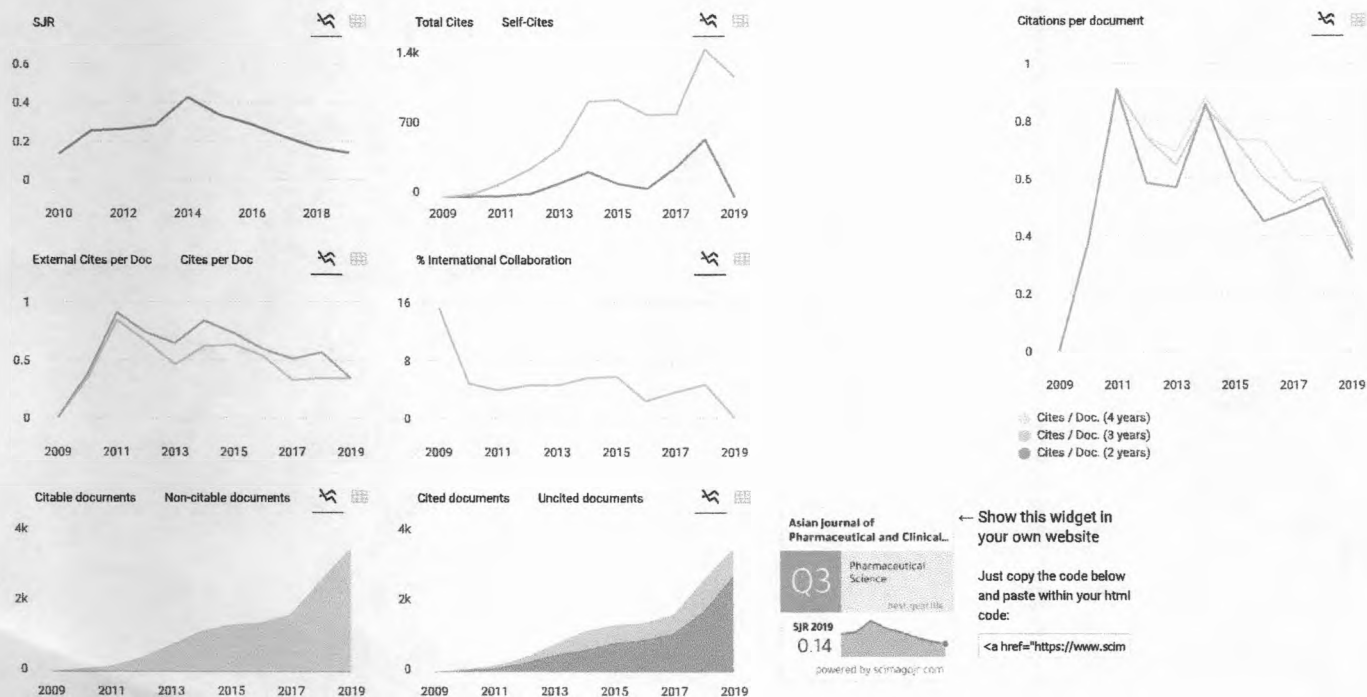 SJR
0.6
0.4
0.2
0
2010 2012 2014 2016 2018
Total Cites Self-Cites
1.4k
700
0
2009 2011 2013 2015 2017 2019
External Cites per Doc Cites per Doc
1
0.5
0
2009 2011 2013 2015 2017 2019
% International Collaboration
16
8
0
2009 2011 2013 2015 2017 2019
Citable documents Non-citable documents
4k
2k
0
2009 2011 2013 2015 2017 2019
Cited documents Uncited documents
4k
2k
0
2009 2011 2013 2015 2017 2019
Citations per document
1
0.8
0.6
0.4
0.2
0
2009 2011 2013 2015 2017 2019
Cites / Doc. (4 years)
Cites / Doc. (3 years)
Cites / Doc. (2 years)
Asian Journal of
Pharmaceutical and Clinical...
Q3
Pharmaceutical
Science
best quartile
SJR 2019
0.14
powered by scimagojr.com
← Show this widget in
your own website
Just copy the code below
and paste within your html
code:
<a href="https://www.scim